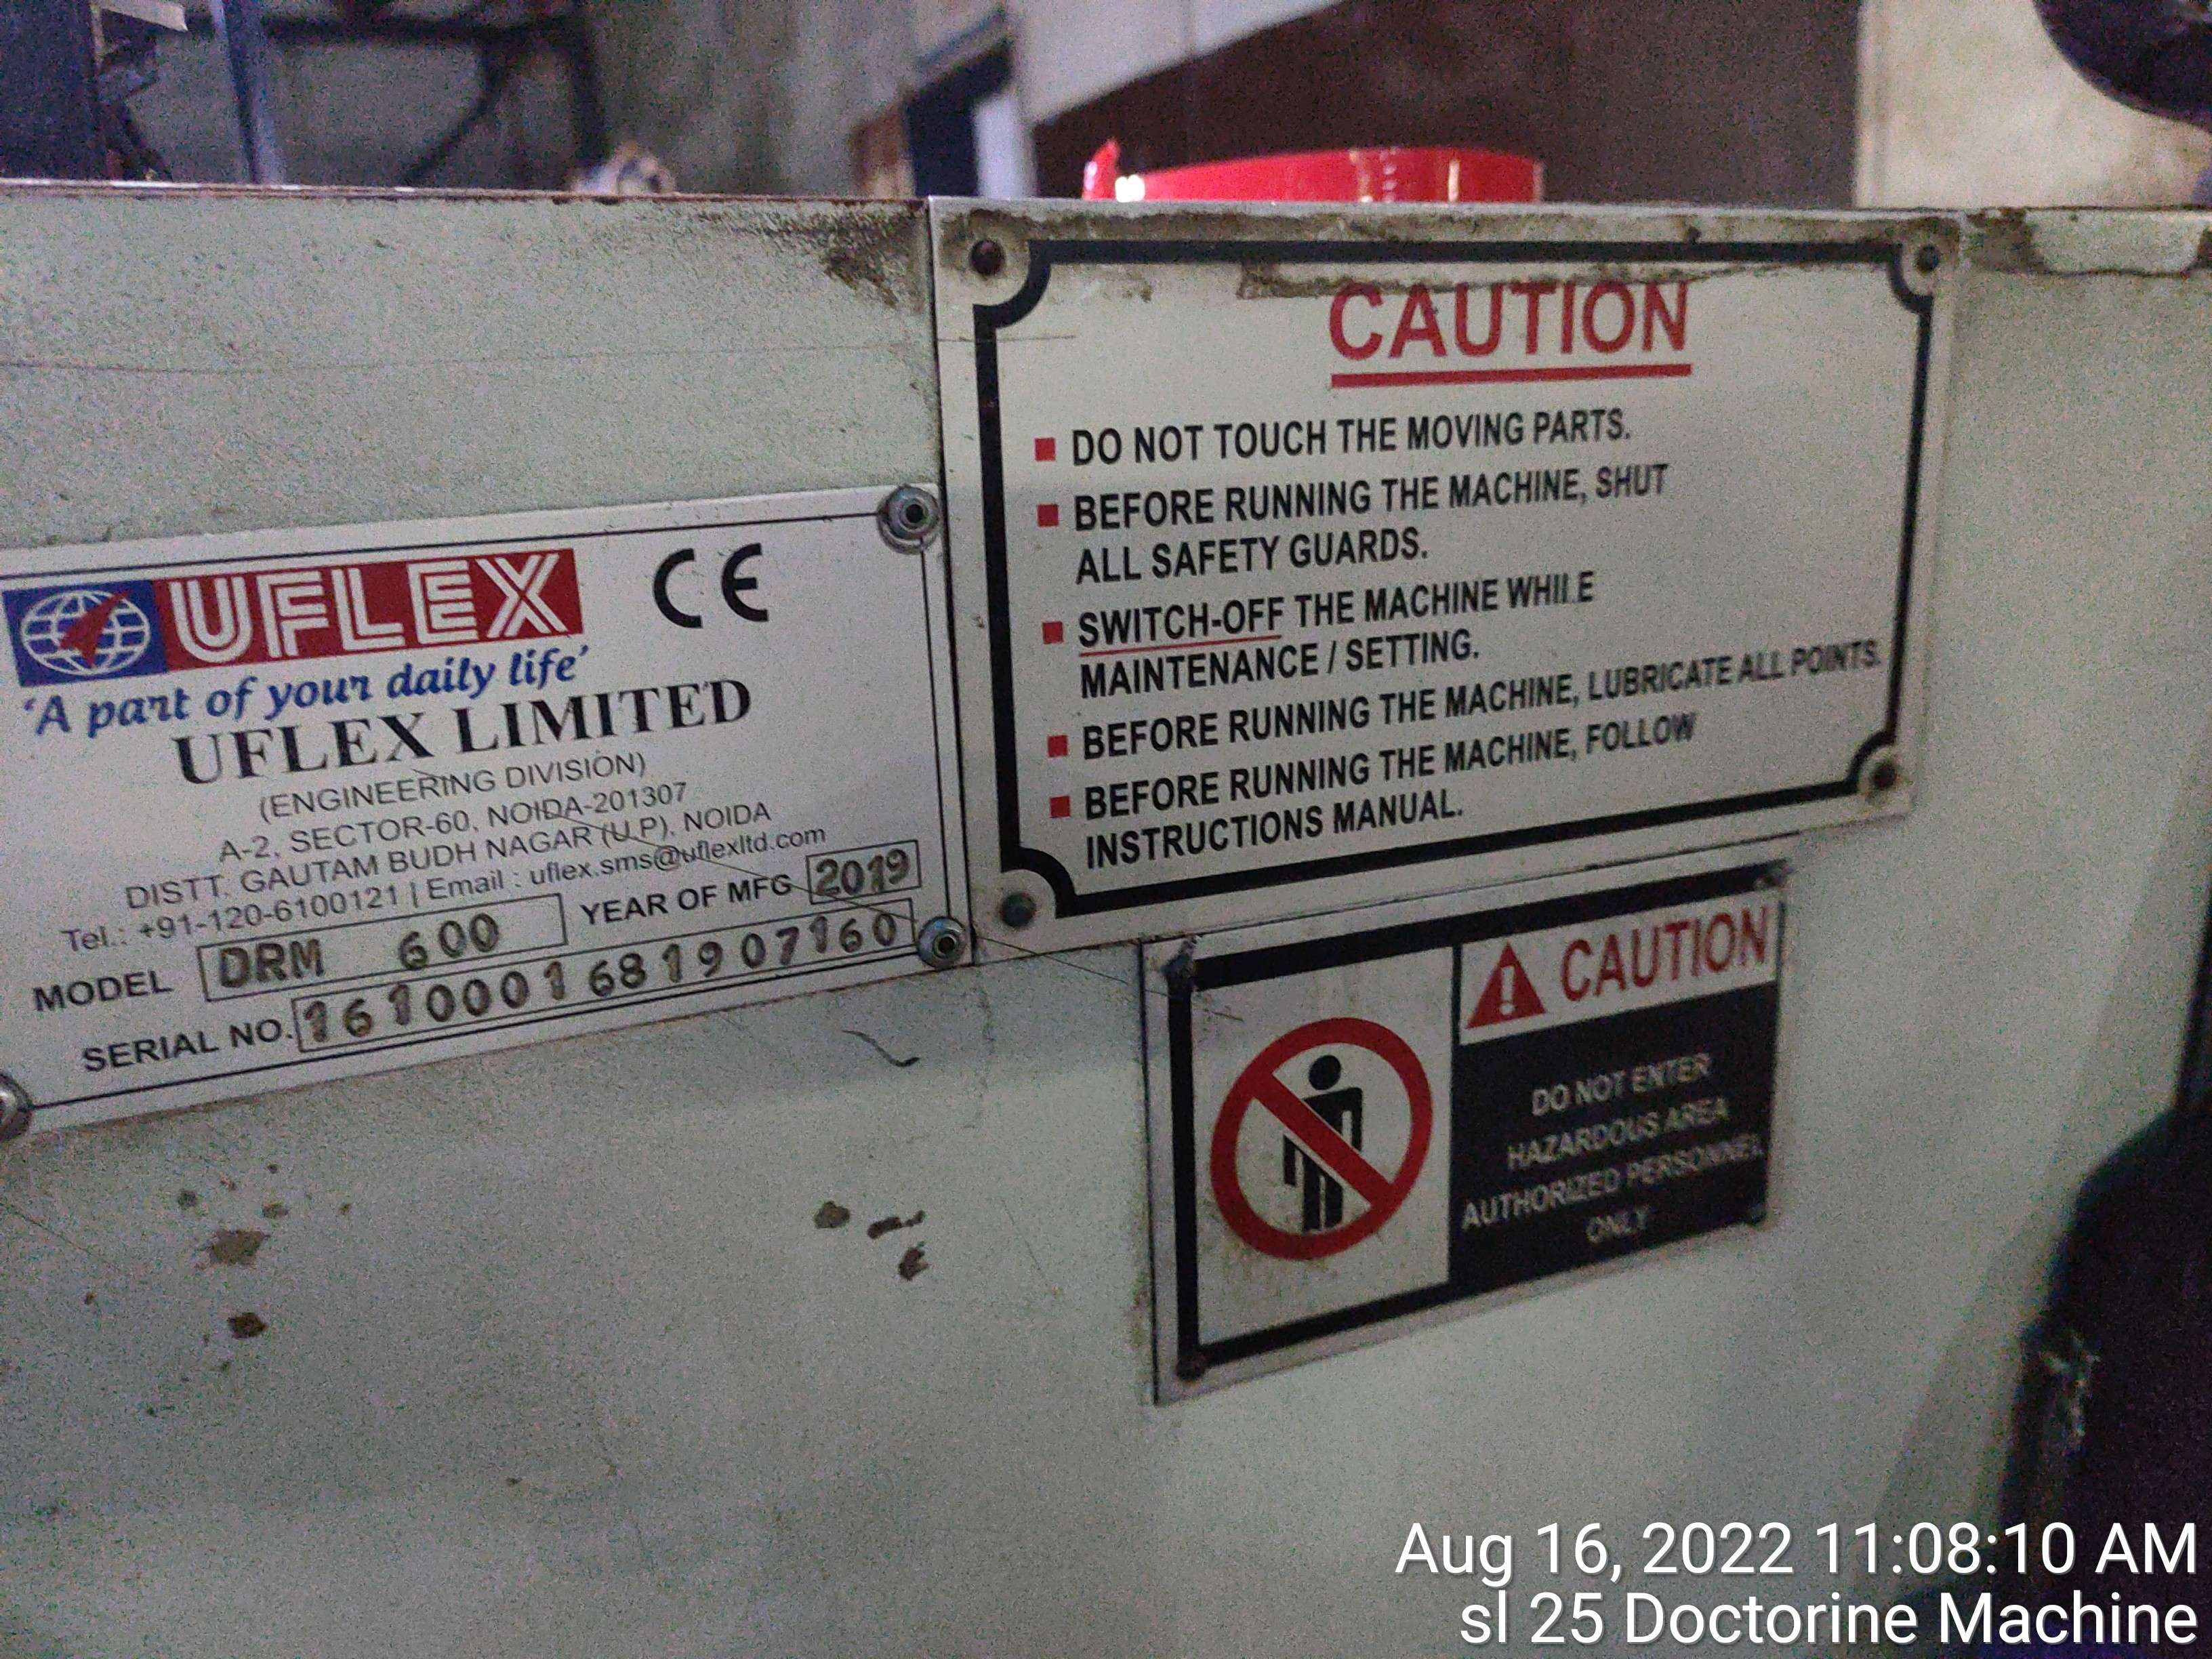 UFLEX CE
'A part of your daily life'
UFLEX LIMITED
(ENGINEERING DIVISION)
A-2, SECTOR-60, NOIDA-201307
DISTT. GAUTAM BUDH NAGAR (U.P), NOIDA
Tel.: +91-120-6100121 | Email : uflex.sms@uflexltd.com
MODEL DRM 600 YEAR OF MFG 2019
SERIAL NO. 1610001681907160
CAUTION
DO NOT TOUCH THE MOVING PARTS.
BEFORE RUNNING THE MACHINE, SHUT
ALL SAFETY GUARDS.
SWITCH-OFF THE MACHINE WHILE
MAINTENANCE / SETTING.
BEFORE RUNNING THE MACHINE, LUBRICATE ALL POINTS.
BEFORE RUNNING THE MACHINE, FOLLOW
INSTRUCTIONS MANUAL.
CAUTION
DO NOT ENTER
HAZARDOUS AREA
AUTHORIZED PERSONNEL
ONLY
Aug 16, 2022 11:08:10 AM
sl 25 Doctorine Machine